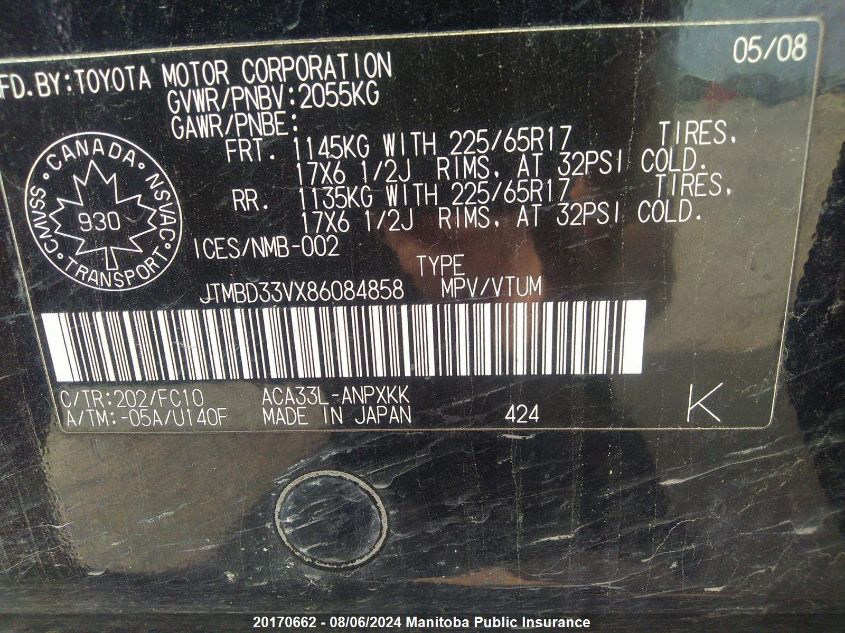 05/08
FD.BY:TOYOTA MOTOR CORPORATION
GVWR/PNBV:2055KG
GAWR/PNBE:
FRT. 1145KG WITH 225/65R17 TIRES,
17X6 1/2J RIMS, AT 32PSI COLD.
RR. 1135KG WITH 225/65R17 TIRES,
17X6 1/2J RIMS, AT 32PSI COLD.
CANADA
CMVSS NSVAC
930
TRANSPORT
ICES/NMB-002
TYPE
JTMBD33VX86084858 MPV/VTUM
C/TR:202/FC10 ACA33L-ANPXKK
A/TM:-05A/U140F MADE IN JAPAN 424 K
20170662 - 08/06/2024 Manitoba Public Insurance